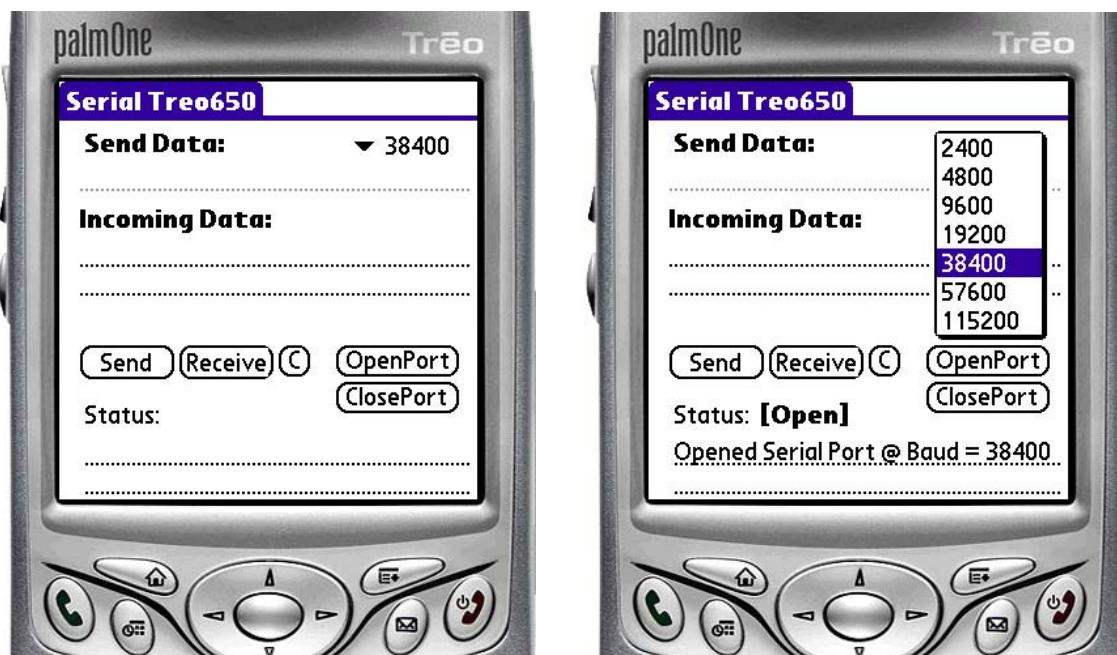 palmOne Trēo
Serial Treo650
Send Data: 38400
Incoming Data:
Send Receive C OpenPort
ClosePort
Status:
palmOne Trēo
Serial Treo650
Send Data:
2400
4800
9600
Incoming Data:
19200
38400
57600
115200
Send Receive C OpenPort
ClosePort
Status: [Open]
Opened Serial Port @ Baud = 38400